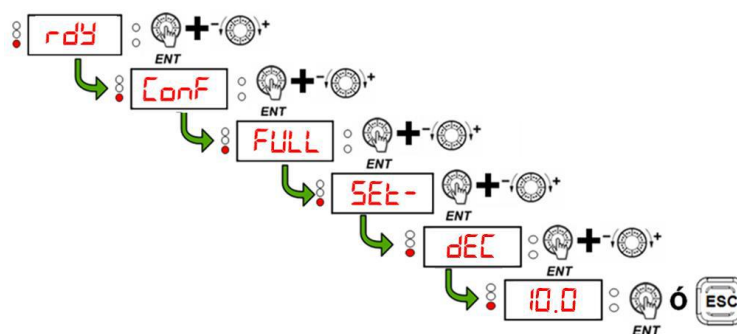 rdY
- +
ENT
ConF
- +
ENT
FULL
- +
ENT
SEt-
- +
ENT
dEC
- +
ENT
10.0
ó ESC
ENT